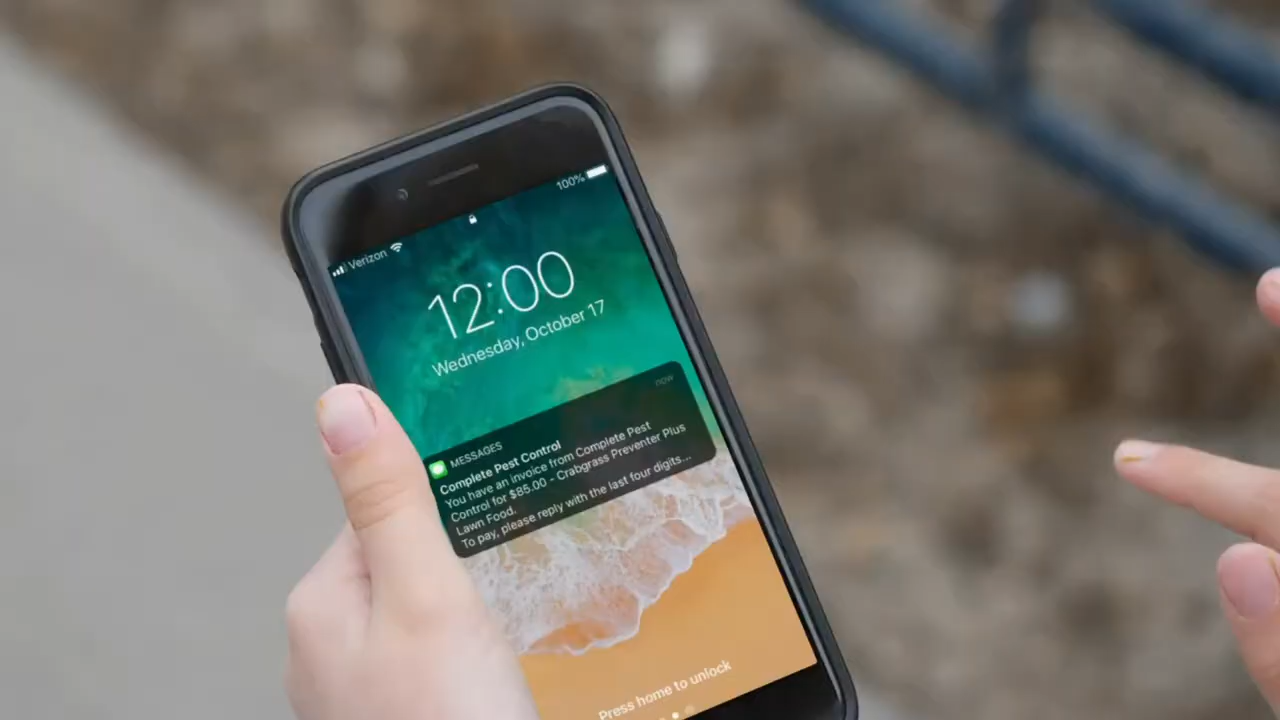 Verizon 100%
12:00
Wednesday, October 17
MESSAGES now
Complete Pest Control
You have an invoice from Complete Pest
Control for $85.00 - Crabgrass Preventer Plus
Lawn Food.
To pay, please reply with the last four digits...
Press home to unlock